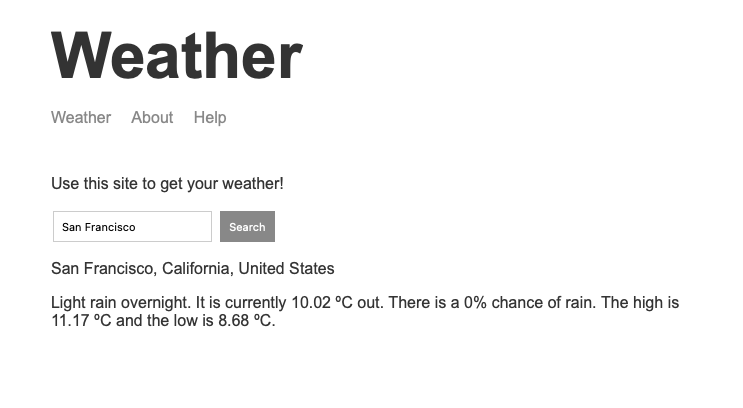 Weather
Weather About Help
Use this site to get your weather!
San Francisco Search
San Francisco, California, United States
Light rain overnight. It is currently 10.02 ºC out. There is a 0% chance of rain. The high is
11.17 ºC and the low is 8.68 ºC.